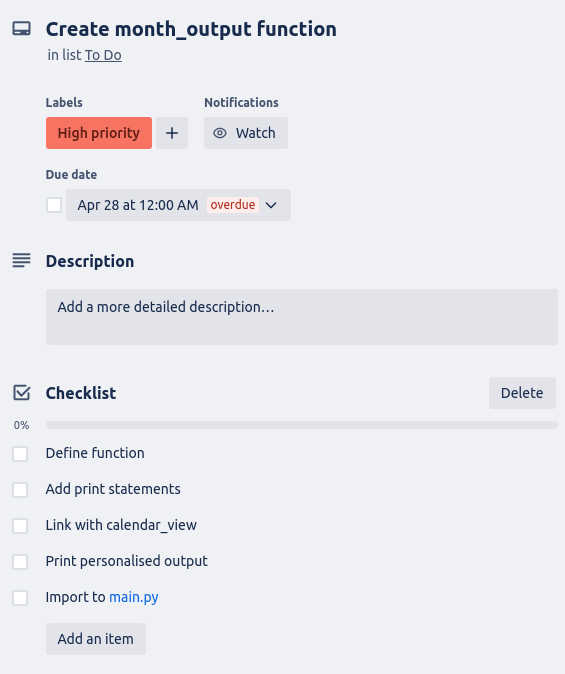 Create month_output function
in list To Do
Labels
Notifications
High priority + Watch
Due date
Apr 28 at 12:00 AM overdue
Description
Add a more detailed description…
Checklist
Delete
0%
Define function
Add print statements
Link with calendar_view
Print personalised output
Import to main.py
Add an item